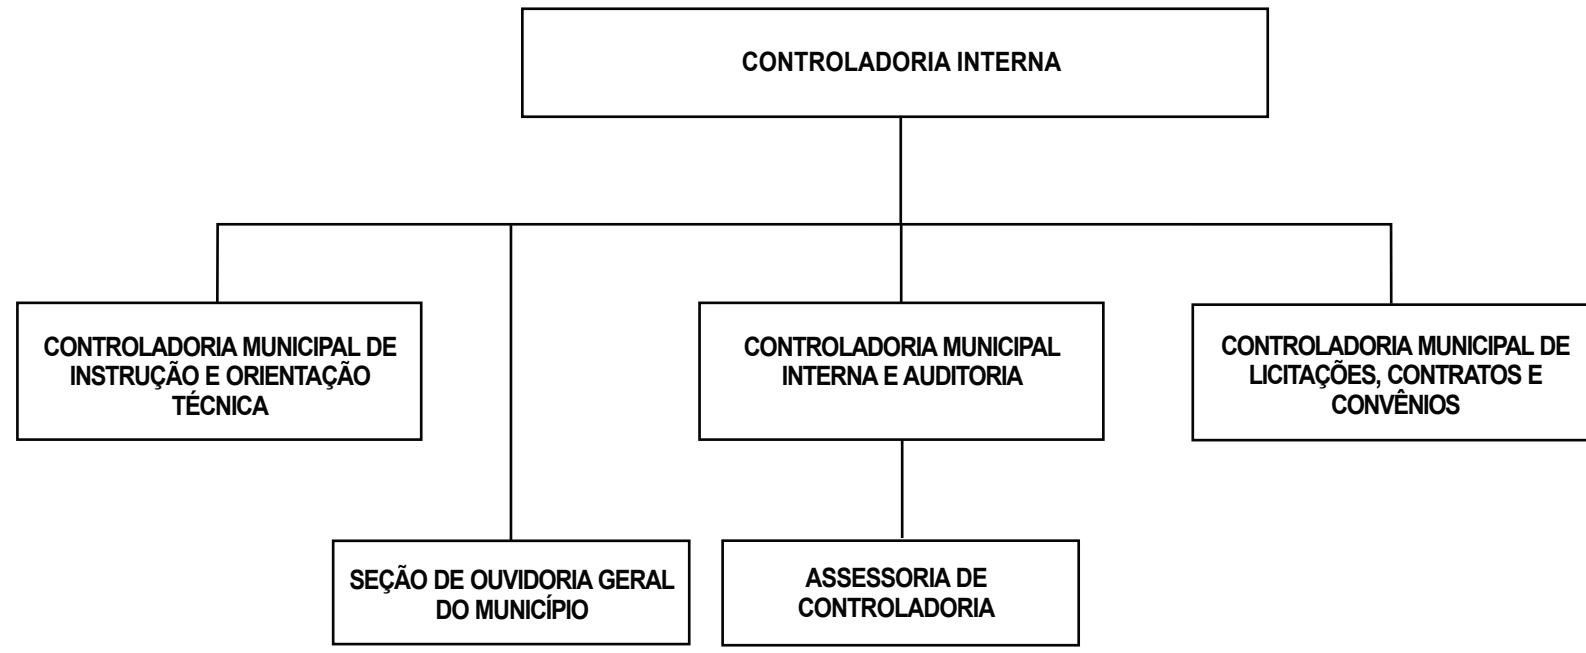 CONTROLADORIA INTERNA
CONTROLADORIA MUNICIPAL DE
INSTRUÇÃO E ORIENTAÇÃO
TÉCNICA
CONTROLADORIA MUNICIPAL
INTERNA E AUDITORIA
CONTROLADORIA MUNICIPAL DE
LICITAÇÕES, CONTRATOS E
CONVÊNIOS
SEÇÃO DE OUVIDORIA GERAL
DO MUNICÍPIO
ASSESSORIA DE
CONTROLADORIA